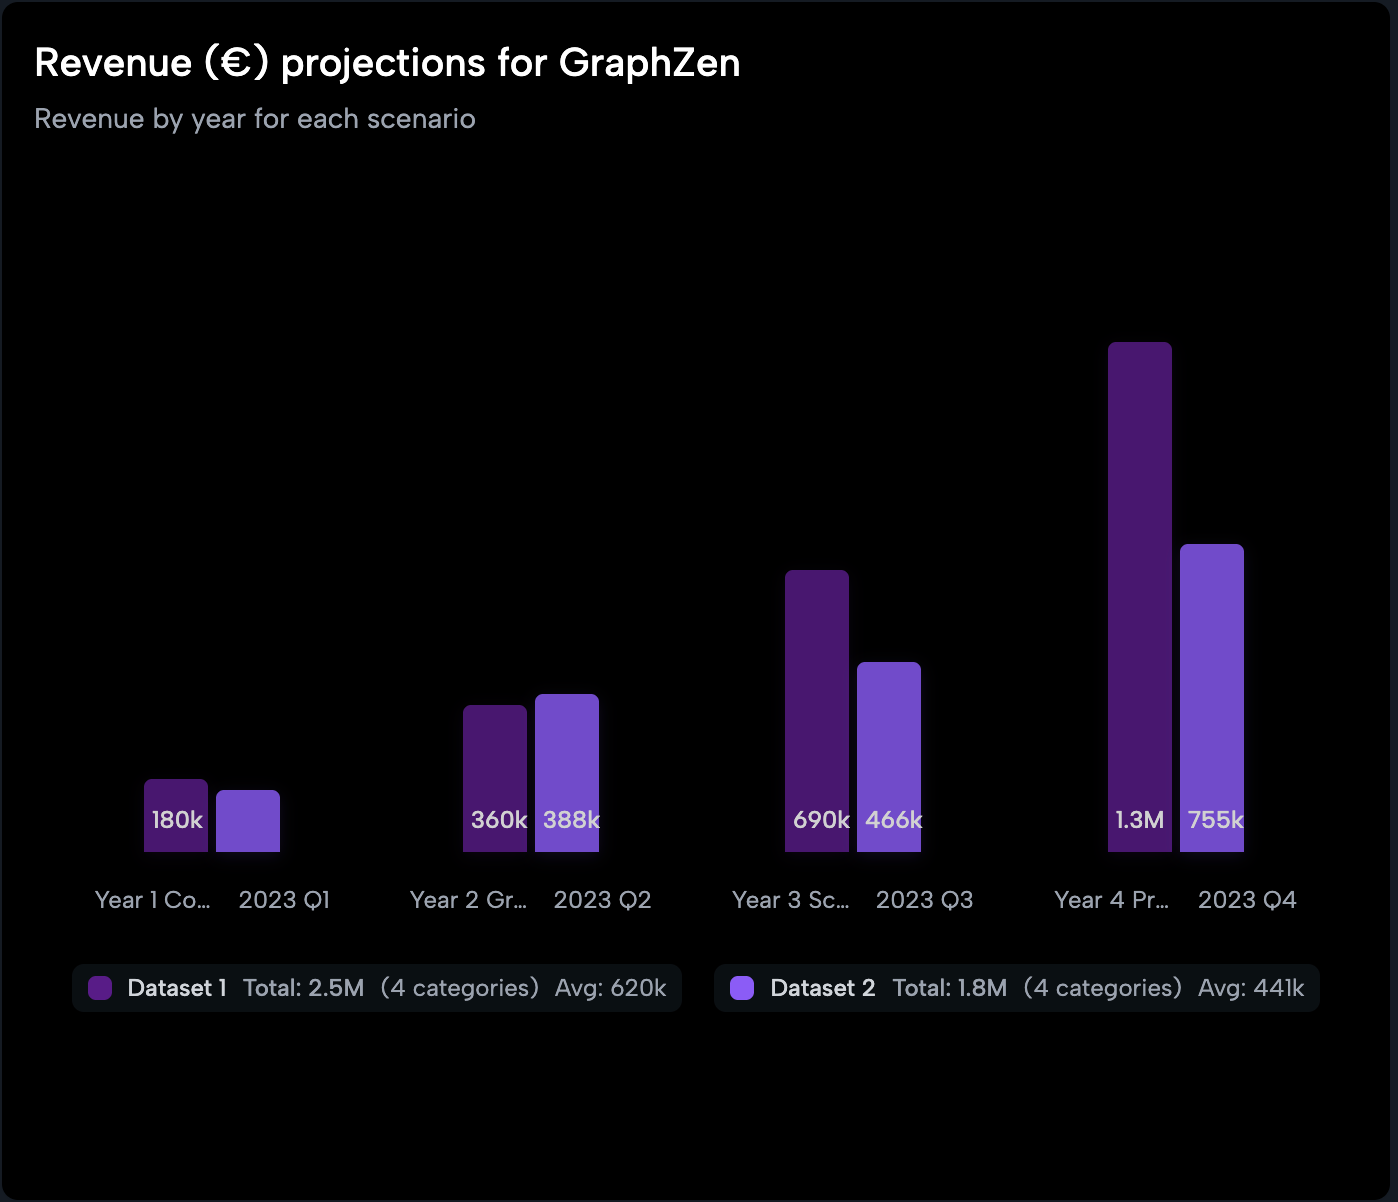 Revenue (€) projections for GraphZen
Revenue by year for each scenario
180k 360k 388k 690k 466k 1.3M 755k
Year 1 Co... 2023 Q1 Year 2 Gr... 2023 Q2 Year 3 Sc... 2023 Q3 Year 4 Pr... 2023 Q4
Dataset 1 Total: 2.5M (4 categories) Avg: 620k Dataset 2 Total: 1.8M (4 categories) Avg: 441k